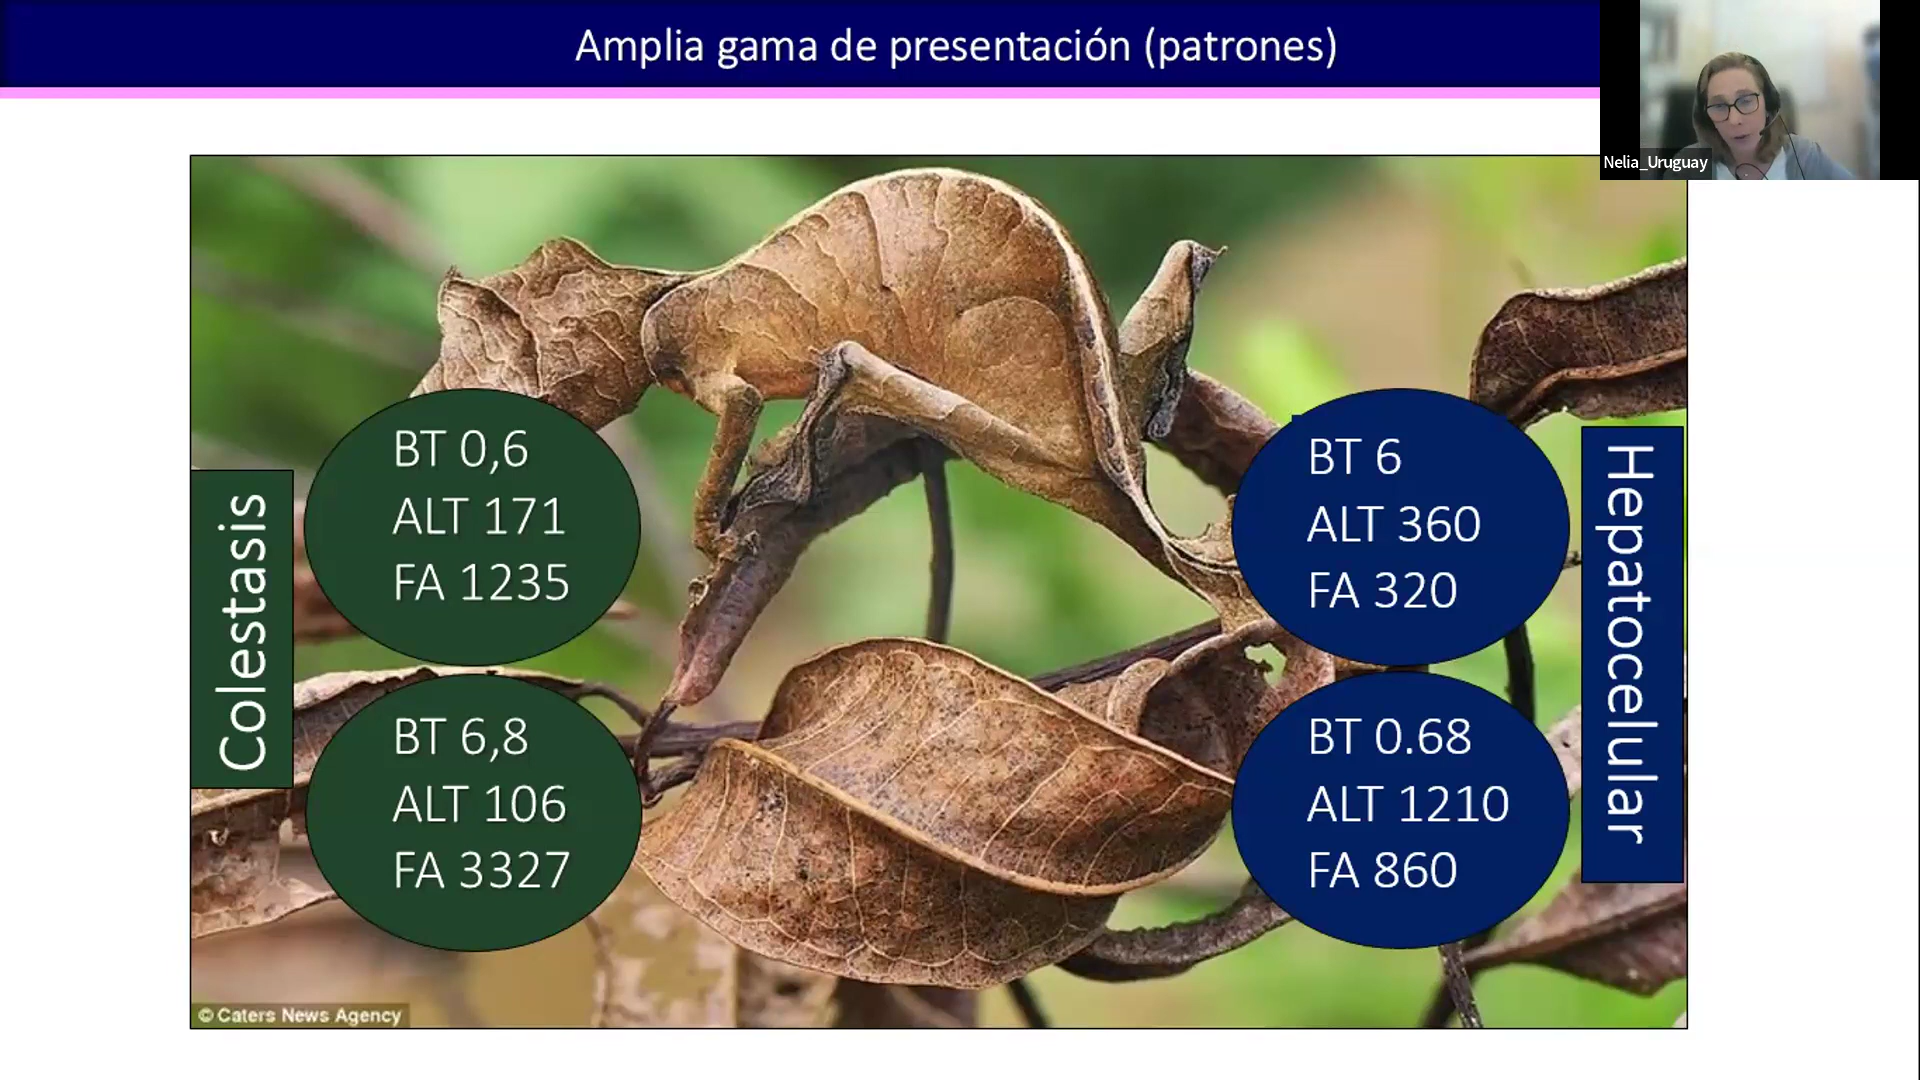 Amplia gama de presentación (patrones)
Nelia_Uruguay
Colestasis
BT 0,6
ALT 171
FA 1235
BT 6,8
ALT 106
FA 3327
BT 6
ALT 360
FA 320
BT 0.68
ALT 1210
FA 860
Hepatocelular
© Caters News Agency